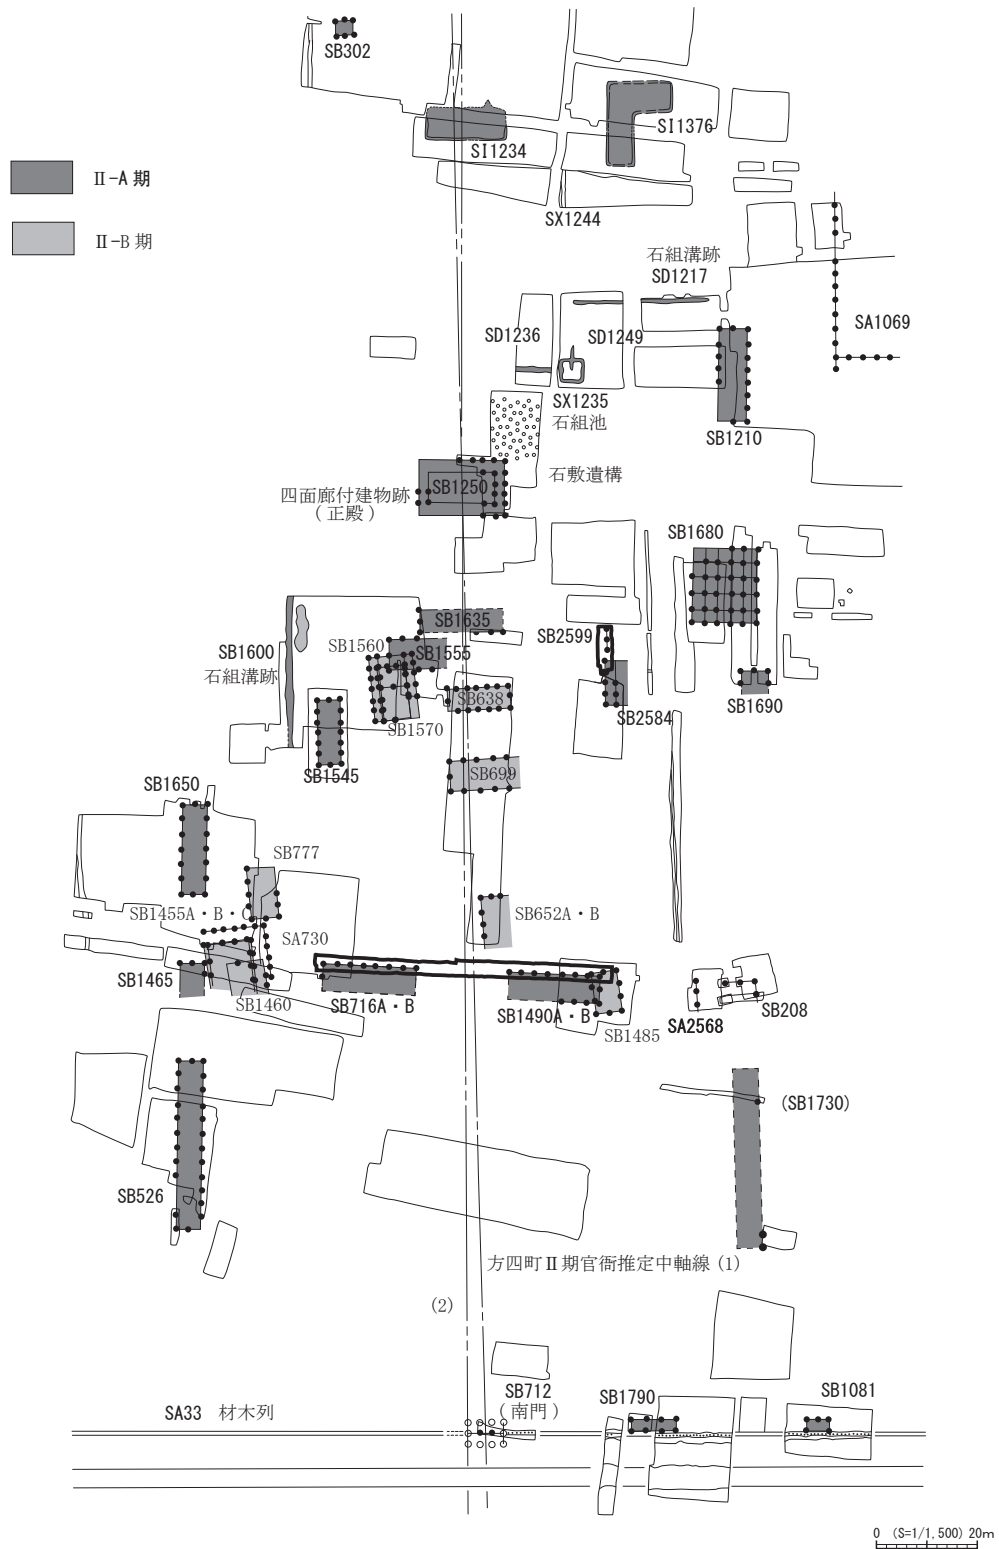 SB302
SI1376
SI1234
Ⅱ-A 期
SX1244
Ⅱ-B 期
石組溝跡
SD1217
SA1069
SD1236
SD1249
SX1235
石組池
SB1210
石敷遺構
SB1250
四面廊付建物跡
(正殿)
SB1680
SB1635
SB2599
SB1560
SB1555
SB1600
石組溝跡
SB638
SB1690
SB2584
SB1570
SB699
SB1545
SB1650
SB777
SB1455A・B・C
SB652A・B
SA730
SB1465
SB1460
SB716A・B
SB1490A・B
SB1485
SA2568
SB208
(SB1730)
SB526
方四町Ⅱ期官衙推定中軸線 (1)
(2)
SB712
(南門)
SB1790
SB1081
SA33 材木列
0 (S=1/1,500) 20m